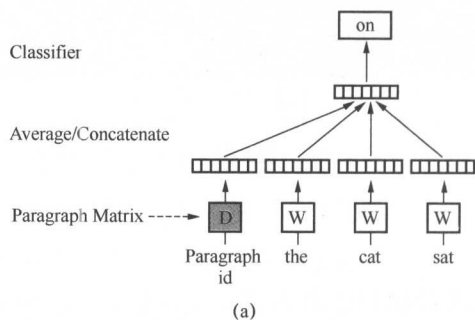 on
Classifier
Average/Concatenate
Paragraph Matrix
D W W W
Paragraph the cat sat
id
(a)